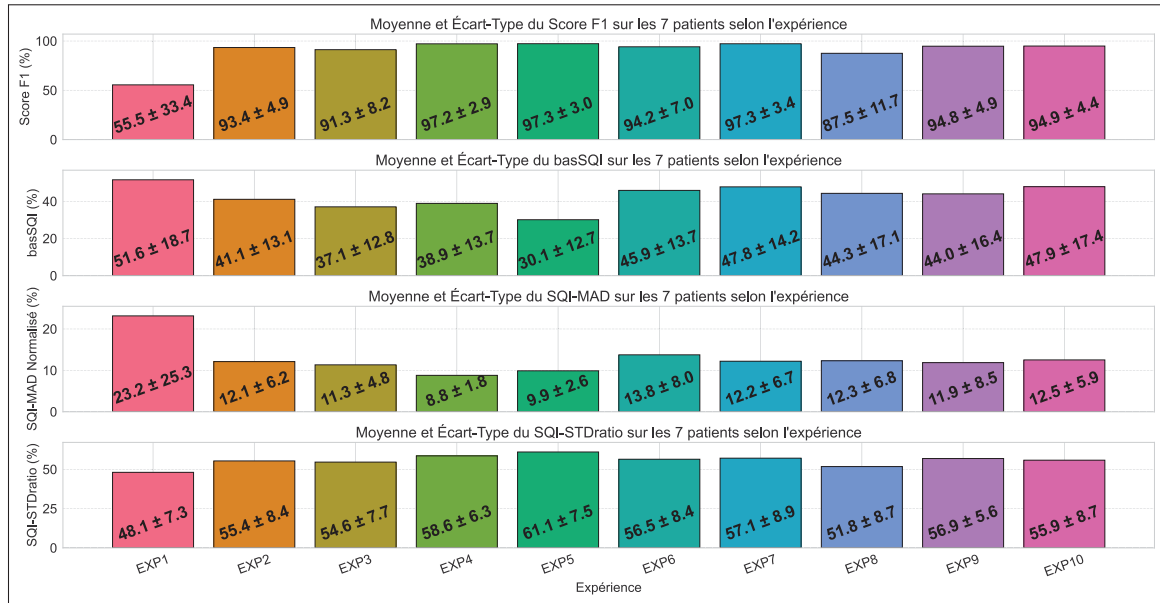 Moyenne et Écart-Type du Score F1 sur les 7 patients selon l'expérience
Score F1 (%)
100
50
0
55.5 ± 33.4
93.4 ± 4.9
91.3 ± 8.2
97.2 ± 2.9
97.3 ± 3.0
94.2 ± 7.0
97.3 ± 3.4
87.5 ± 11.7
94.8 ± 4.9
94.9 ± 4.4
Moyenne et Écart-Type du basSQI sur les 7 patients selon l'expérience
basSQI (%)
40
20
0
51.6 ± 18.7
41.1 ± 13.1
37.1 ± 12.8
38.9 ± 13.7
30.1 ± 12.7
45.9 ± 13.7
47.8 ± 14.2
44.3 ± 17.1
44.0 ± 16.4
47.9 ± 17.4
Moyenne et Écart-Type du SQI-MAD sur les 7 patients selon l'expérience
SQI-MAD Normalisé (%)
20
10
0
23.2 ± 25.3
12.1 ± 6.2
11.3 ± 4.8
8.8 ± 1.8
9.9 ± 2.6
13.8 ± 8.0
12.2 ± 6.7
12.3 ± 6.8
11.9 ± 8.5
12.5 ± 5.9
Moyenne et Écart-Type du SQI-STDratio sur les 7 patients selon l'expérience
SQI-STDratio (%)
50
25
0
48.1 ± 7.3
55.4 ± 8.4
54.6 ± 7.7
58.6 ± 6.3
61.1 ± 7.5
56.5 ± 8.4
57.1 ± 8.9
51.8 ± 8.7
56.9 ± 5.6
55.9 ± 8.7
EXP1
EXP2
EXP3
EXP4
EXP5
EXP6
EXP7
EXP8
EXP9
EXP10
Expérience